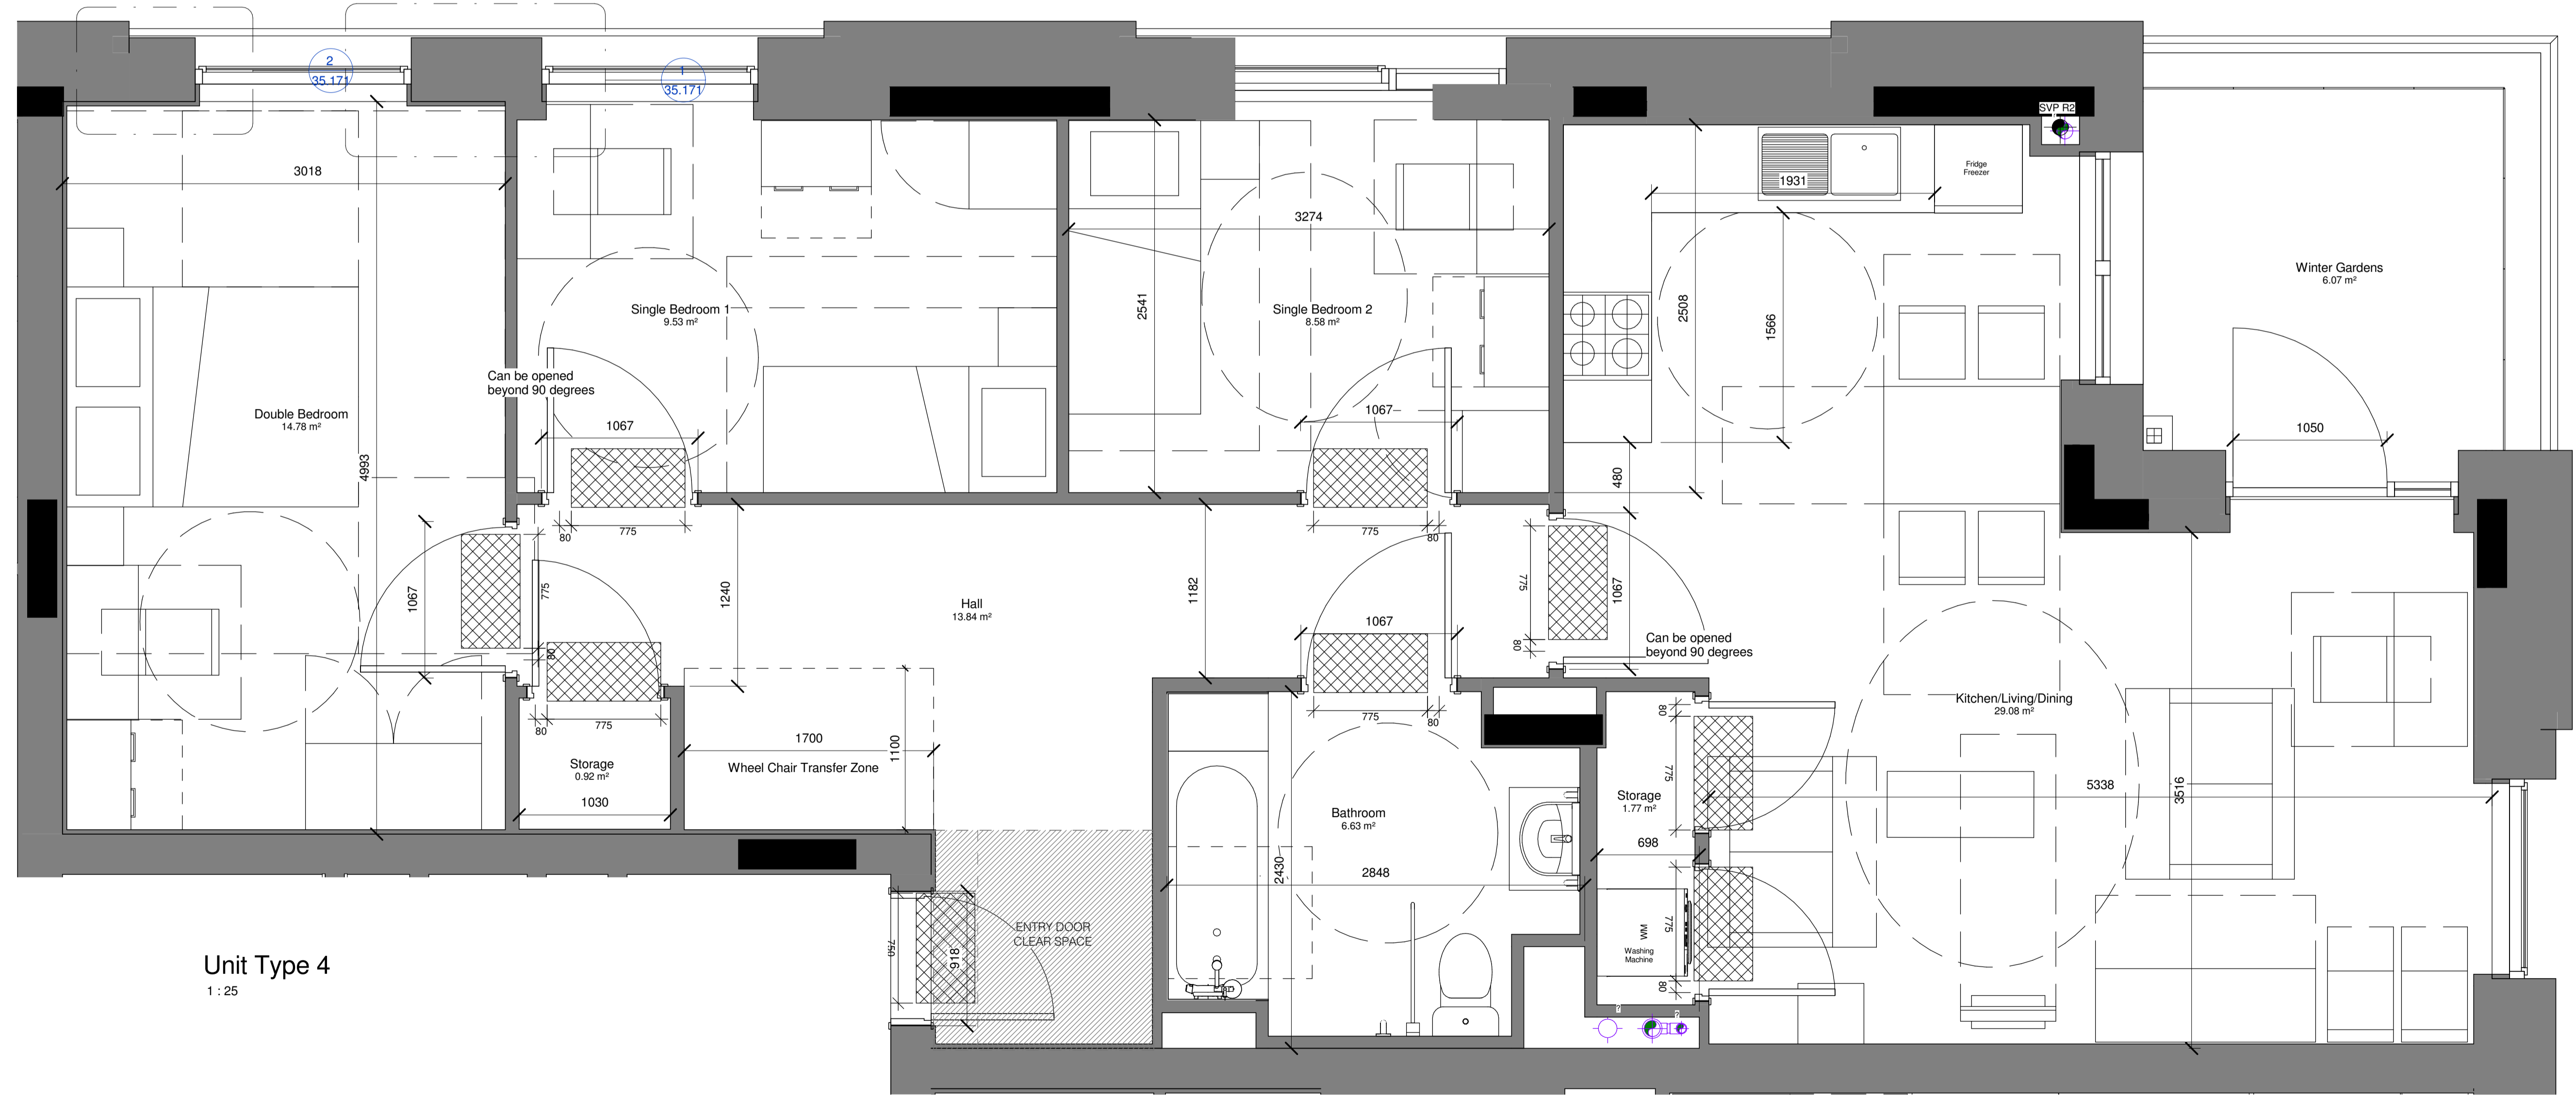 2
35.171
1
35.171
SVP R2
3018
1931
Fridge
Freezer
3274
Winter Gardens
6.07 m²
2541
2508
1566
Single Bedroom 1
9.53 m²
Single Bedroom 2
8.58 m²
Can be opened
beyond 90 degrees
Double Bedroom
14.78 m²
4993
1067
1067
1050
480
775
80
775
80
775
1067
80
1240
Hall
13.84 m²
1182
1067
775
80
1067
Can be opened
beyond 90 degrees
80
775
775
80
80
775
Kitchen/Living/Dining
29.08 m²
1700
1100
Wheel Chair Transfer Zone
Storage
0.92 m²
1030
Storage
1.77 m²
698
5338
3516
Bathroom
6.63 m²
2430
2848
775
80
WM
Washing
Machine
750
918
ENTRY DOOR
CLEAR SPACE
Unit Type 4
1 : 25
?
?